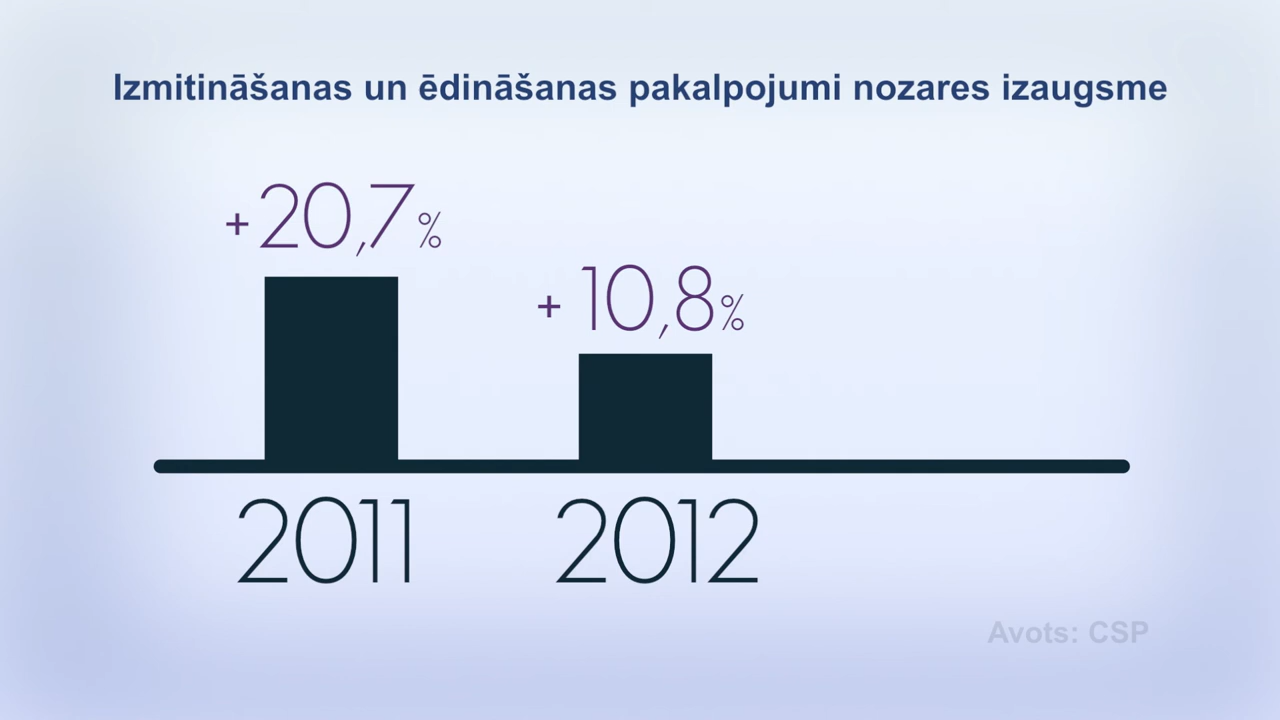 Izmitināšanas un ēdināšanas pakalpojumi nozares izaugsme
+20,7%
+ 10,8%
2011 2012
Avots: CSP